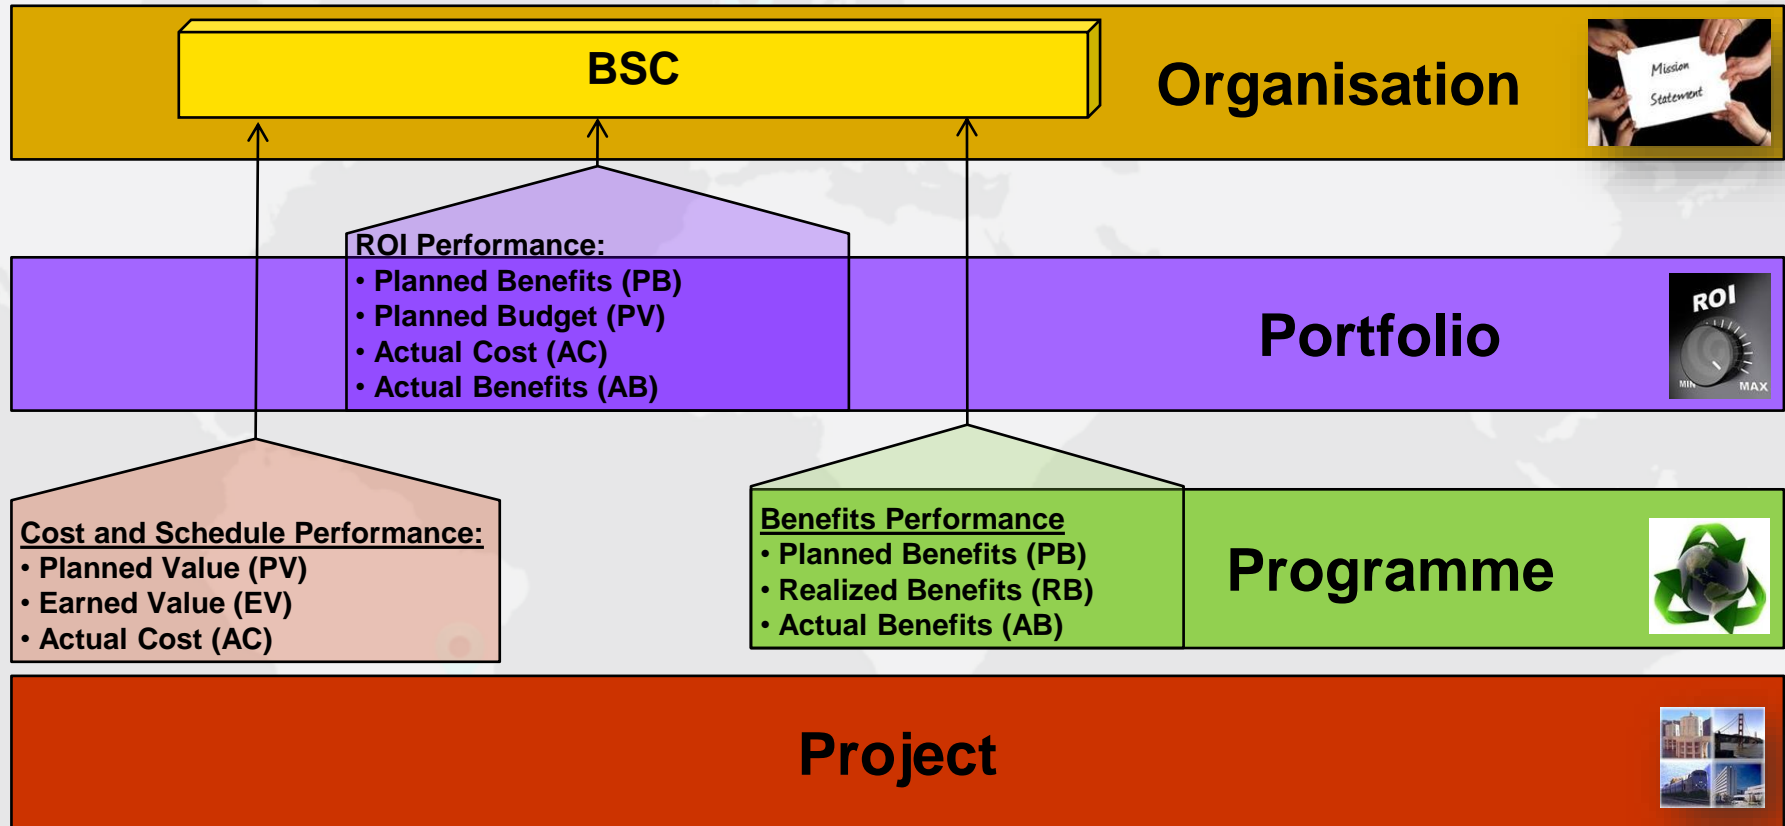 BSC
Organisation
Mission
Statement
ROI Performance:
• Planned Benefits (PB)
• Planned Budget (PV)
• Actual Cost (AC)
• Actual Benefits (AB)
Portfolio
ROI
MIN
MAX
Cost and Schedule Performance:
• Planned Value (PV)
• Earned Value (EV)
• Actual Cost (AC)
Benefits Performance
• Planned Benefits (PB)
• Realized Benefits (RB)
• Actual Benefits (AB)
Programme
Project